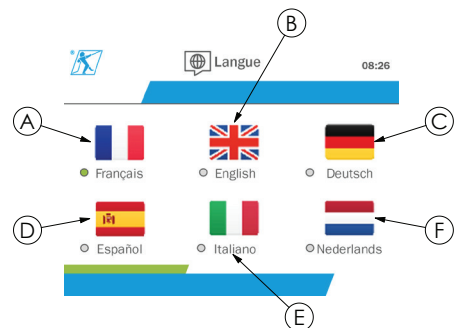 B
Langue 08:26
A C
Français English Deutsch
D F
Español Italiano Nederlands
E